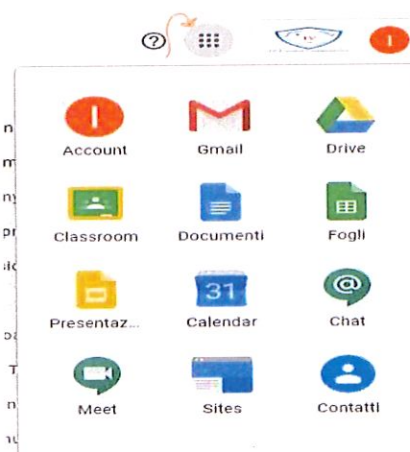 Account Gmail Drive
Classroom Documenti Fogli
31
Presentaz... Calendar Chat
Meet Sites Contatti